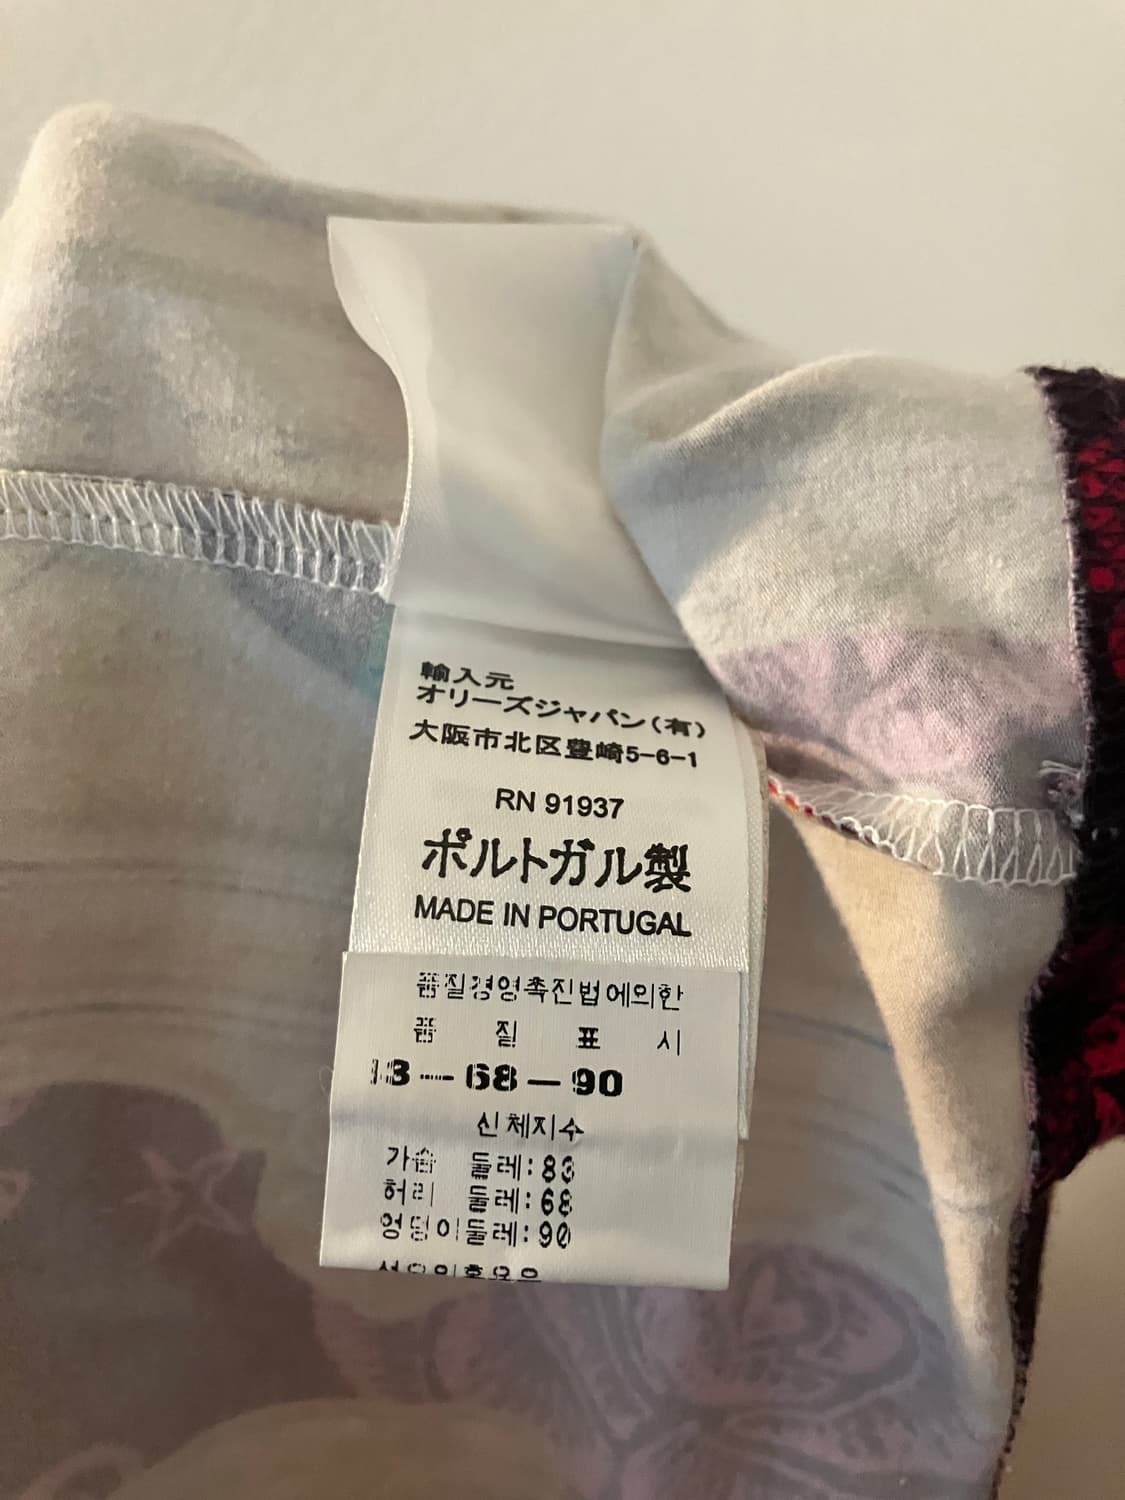 輸入元
オリーズジャパン(有)
大阪市北区豊崎5-6-1
RN 91937
ポルトガル製
MADE IN PORTUGAL
품질경영촉진법에의한
품 질 표 시
83-68-90
신체지수
가슴 둘레:83
허리 둘레:68
엉덩이둘레:90